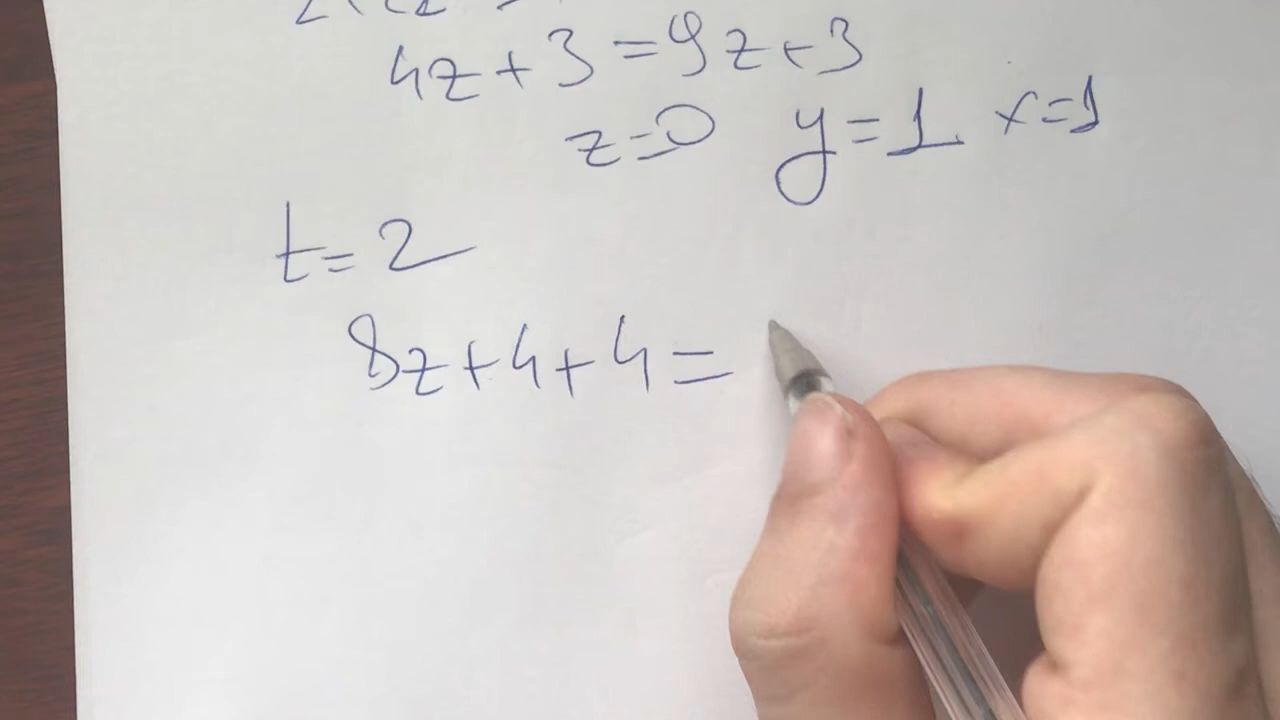 4z+3=9z+3
z=0 y=1 x=1
t=2
8z+4+4=